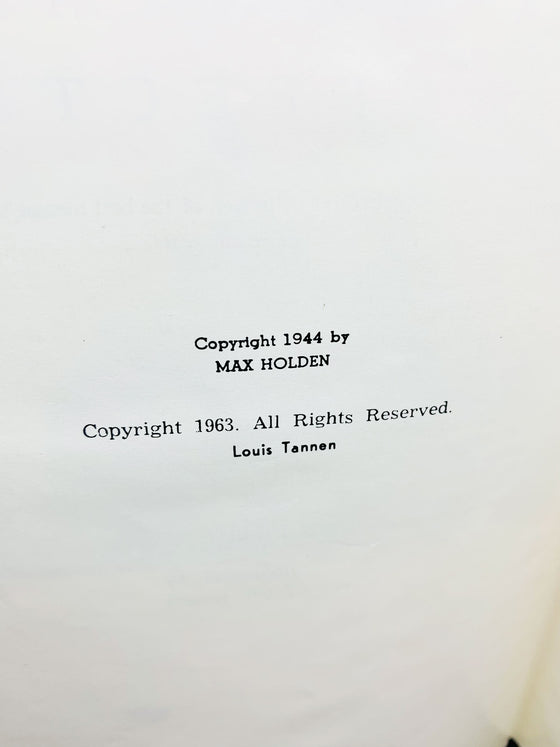 Copyright 1944 by
MAX HOLDEN
Copyright 1963. All Rights Reserved.
Louis Tannen